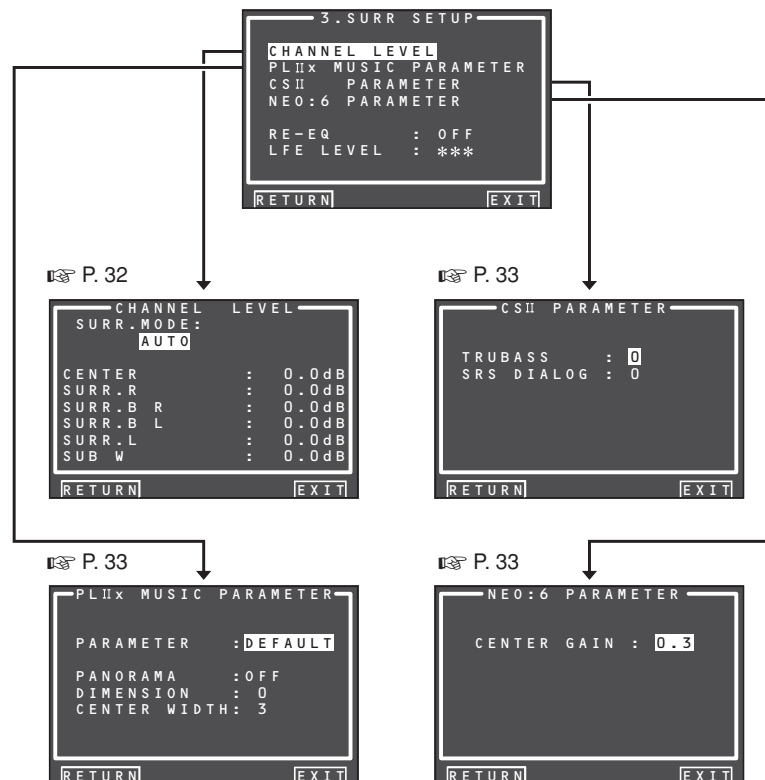 3.SURR SETUP
CHANNEL LEVEL
PLIIx MUSIC PARAMETER
CSII PARAMETER
NEO:6 PARAMETER
RE-EQ : OFF
LFE LEVEL : ***
RETURN EXIT
☞ P. 32
CHANNEL LEVEL
SURR.MODE:
AUTO
CENTER : 0.0dB
SURR.R : 0.0dB
SURR.B R : 0.0dB
SURR.B L : 0.0dB
SURR.L : 0.0dB
SUB W : 0.0dB
RETURN EXIT
☞ P. 33
CSII PARAMETER
TRUBASS : 0
SRS DIALOG : 0
RETURN EXIT
☞ P. 33
PLIIx MUSIC PARAMETER
PARAMETER :DEFAULT
PANORAMA :OFF
DIMENSION : 0
CENTER WIDTH: 3
RETURN EXIT
☞ P. 33
NEO:6 PARAMETER
CENTER GAIN : 0.3
RETURN EXIT